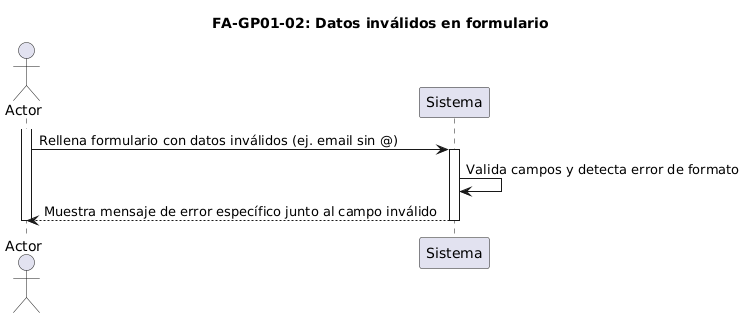 FA-GP01-02: Datos inválidos en formulario
Actor
Sistema
Rellena formulario con datos inválidos (ej. email sin @)
Valida campos y detecta error de formato
Muestra mensaje de error específico junto al campo inválido
Actor
Sistema